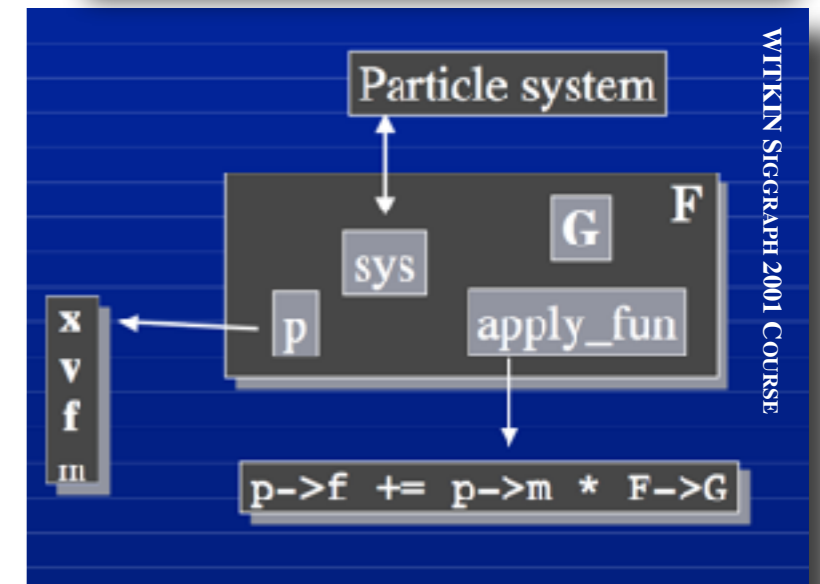 Particle system
F
G
sys
p
apply_fun
x
v
f
m
p->f += p->m * F->G
WITKIN SIGGRAPH 2001 COURSE